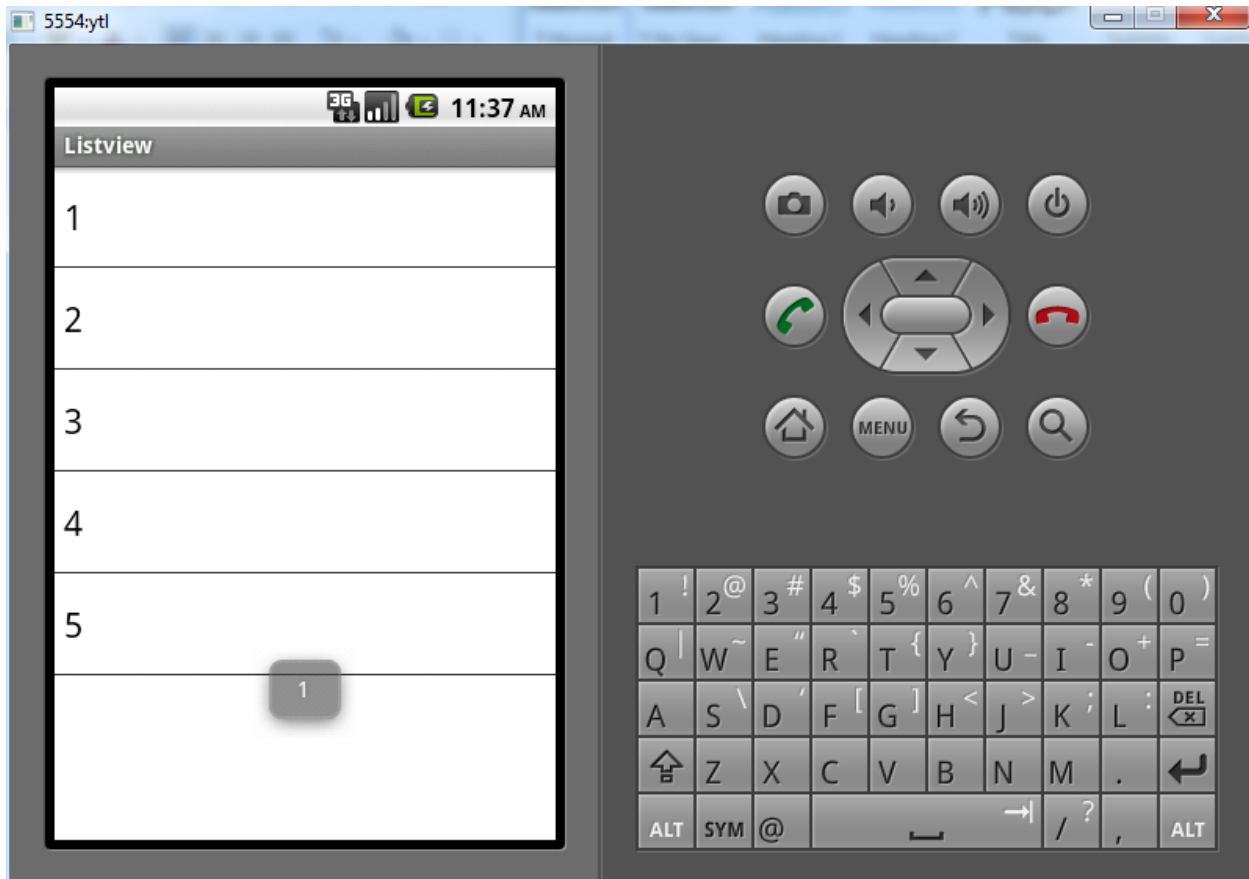 5554:ytl
3G 11:37 AM
Listview
1
2
3
4
5
1
MENU
1 ! 2 @ 3 # 4 $ 5 % 6 ^ 7 & 8 * 9 ( 0 )
Q | W ~ E " R ` T { Y } U _ I - O + P =
A S \ D ' F [ G ] H < J > K ; L : DEL
Z X C V B N M .
ALT SYM @ / ? , ALT